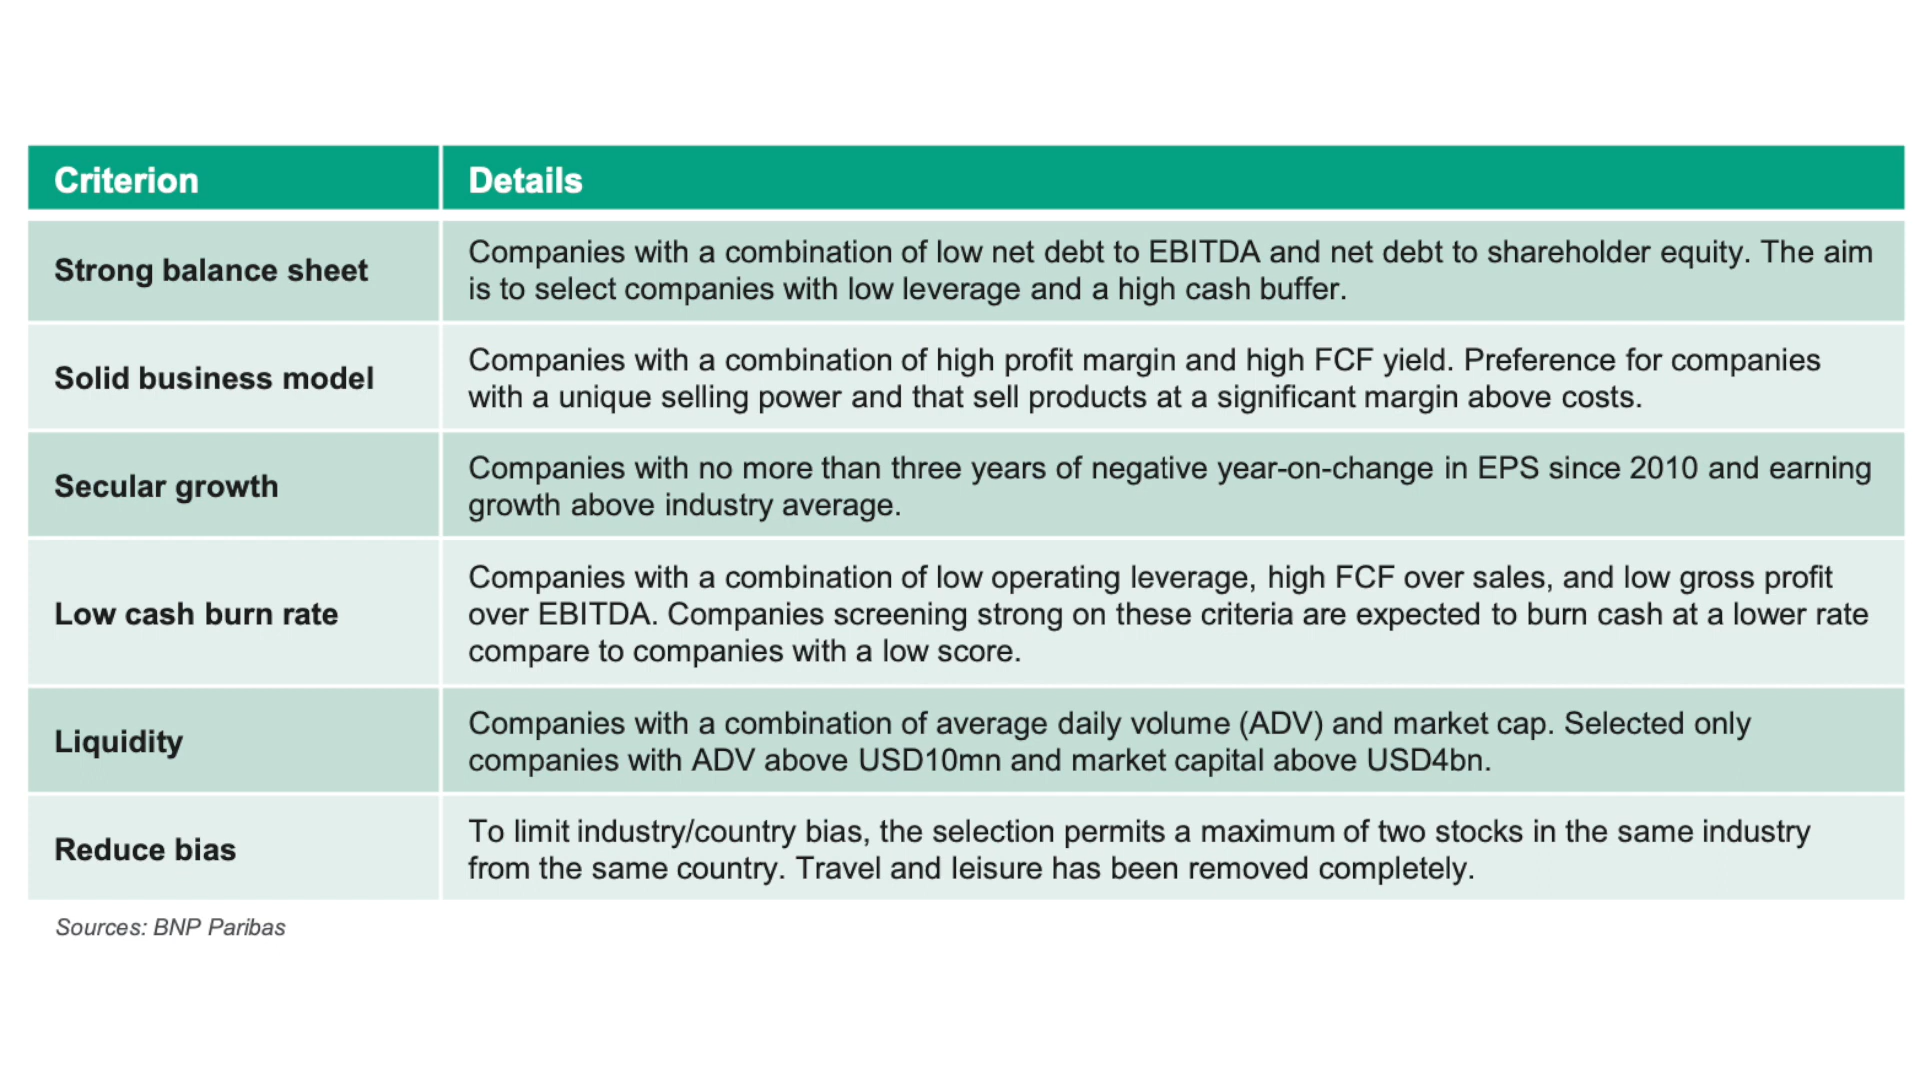 Criterion
Details
Strong balance sheet
Companies with a combination of low net debt to EBITDA and net debt to shareholder equity. The aim
is to select companies with low leverage and a high cash buffer.
Solid business model
Companies with a combination of high profit margin and high FCF yield. Preference for companies
with a unique selling power and that sell products at a significant margin above costs.
Secular growth
Companies with no more than three years of negative year-on-change in EPS since 2010 and earning
growth above industry average.
Low cash burn rate
Companies with a combination of low operating leverage, high FCF over sales, and low gross profit
over EBITDA. Companies screening strong on these criteria are expected to burn cash at a lower rate
compare to companies with a low score.
Liquidity
Companies with a combination of average daily volume (ADV) and market cap. Selected only
companies with ADV above USD10mn and market capital above USD4bn.
Reduce bias
To limit industry/country bias, the selection permits a maximum of two stocks in the same industry
from the same country. Travel and leisure has been removed completely.
Sources: BNP Paribas